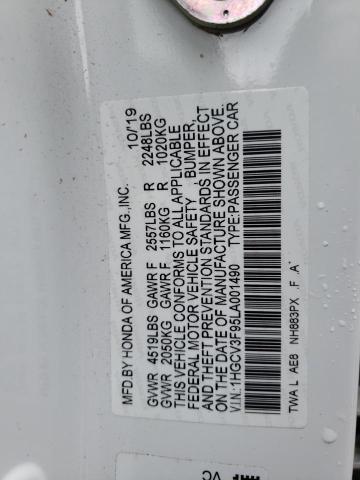 MFD.BY HONDA OF AMERICA MFG.,INC. 10/19
GVWR 4519LBS GAWR F 2557LBS R 2248LBS
GVWR 2050KG GAWR F 1160KG R 1020KG
THIS VEHICLE CONFORMS TO ALL APPLICABLE
FEDERAL MOTOR VEHICLE SAFETY, BUMPER,
AND THEFT PREVENTION STANDARDS IN EFFECT
ON THE DATE OF MANUFACTURE SHOWN ABOVE.
V.I.N.:1HGCV3F95LA001490 TYPE:PASSENGER CAR
TWA L AE8 NH883PX F A
VC